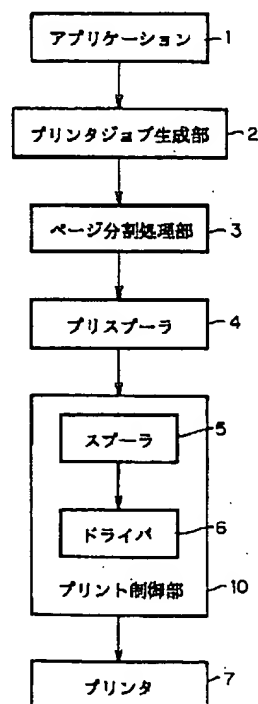 アプリケーション 1
プリンタジョブ生成部 2
ページ分割処理部 3
プリスプーラ 4
スプーラ 5
ドライバ 6
プリント制御部 10
プリンタ 7